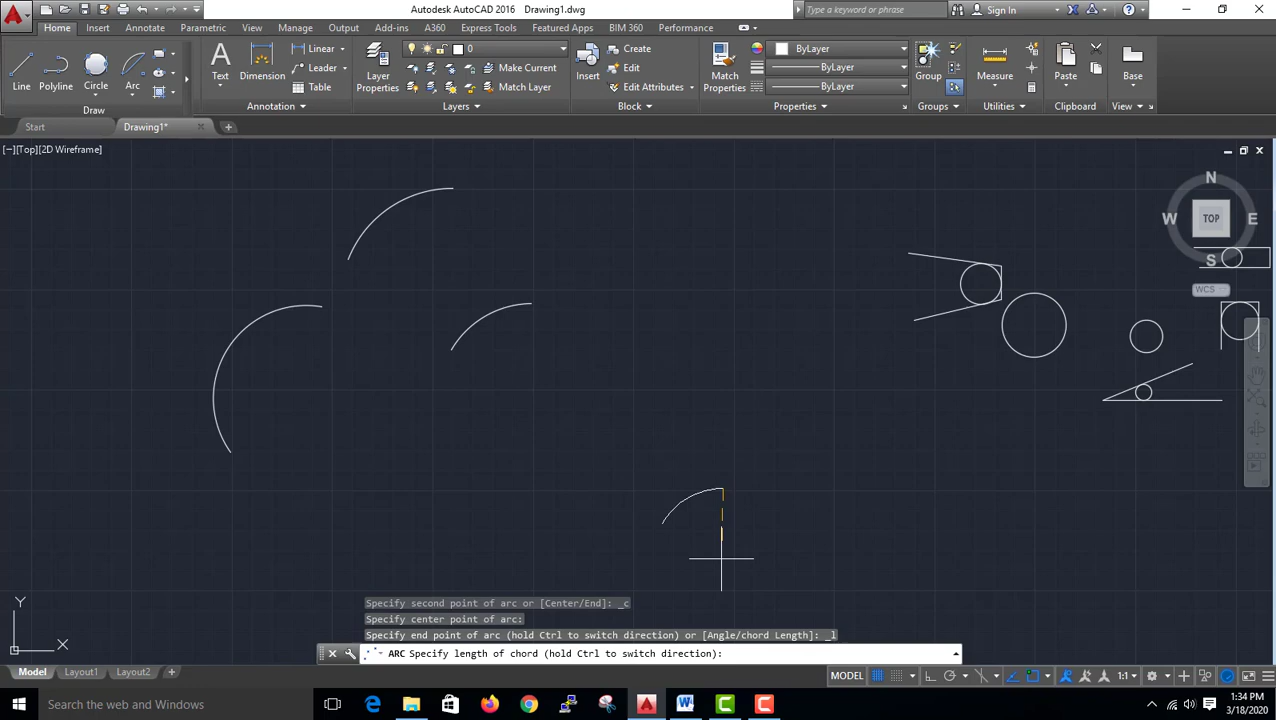 Autodesk AutoCAD 2016 Drawing1.dwg
Type a keyword or phrase
Sign In
Home Insert Annotate Parametric View Manage Output Add-ins A360 Express Tools Featured Apps BIM 360 Performance
Line Polyline Circle Arc
Text Dimension
Linear
Leader
Table
Layer Properties
0
Make Current
Match Layer
Insert
Create
Edit
Edit Attributes
Match Properties
ByLayer
ByLayer
ByLayer
Group
Measure
Paste
Base
Draw Annotation Layers Block Properties Groups Utilities Clipboard View
Start Drawing1*
[−][Top][2D Wireframe]
N
W TOP E
S
WCS
Specify second point of arc or [Center/End]: _c
Specify center point of arc:
Specify end point of arc (hold Ctrl to switch direction) or [Angle/chord Length]: _l
ARC Specify length of chord (hold Ctrl to switch direction):
Y
X
Model Layout1 Layout2
MODEL
1:1
Search the web and Windows
1:34 PM
3/18/2020